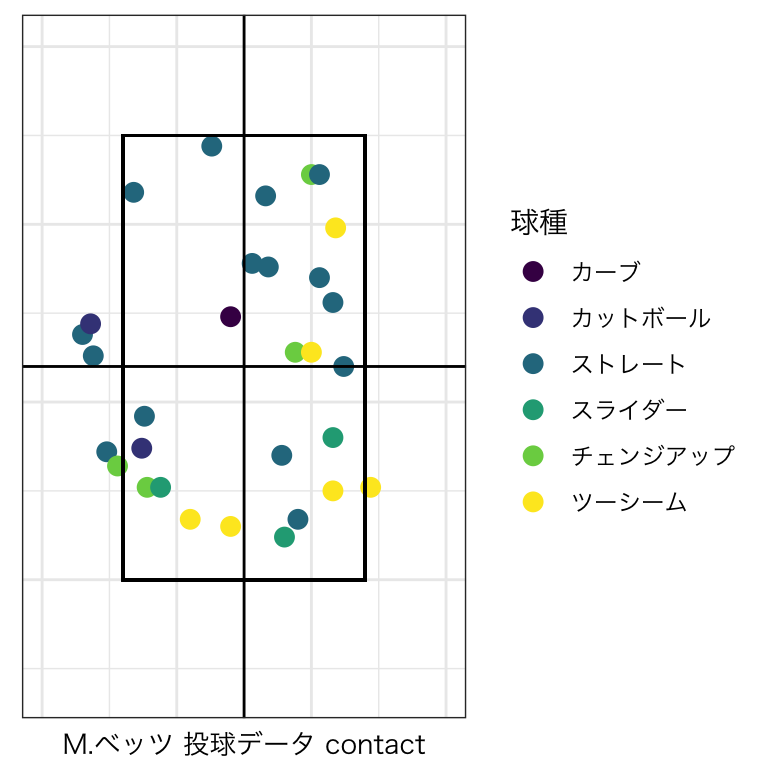 球種
カーブ
カットボール
ストレート
スライダー
チェンジアップ
ツーシーム
M.ベッツ 投球データ contact